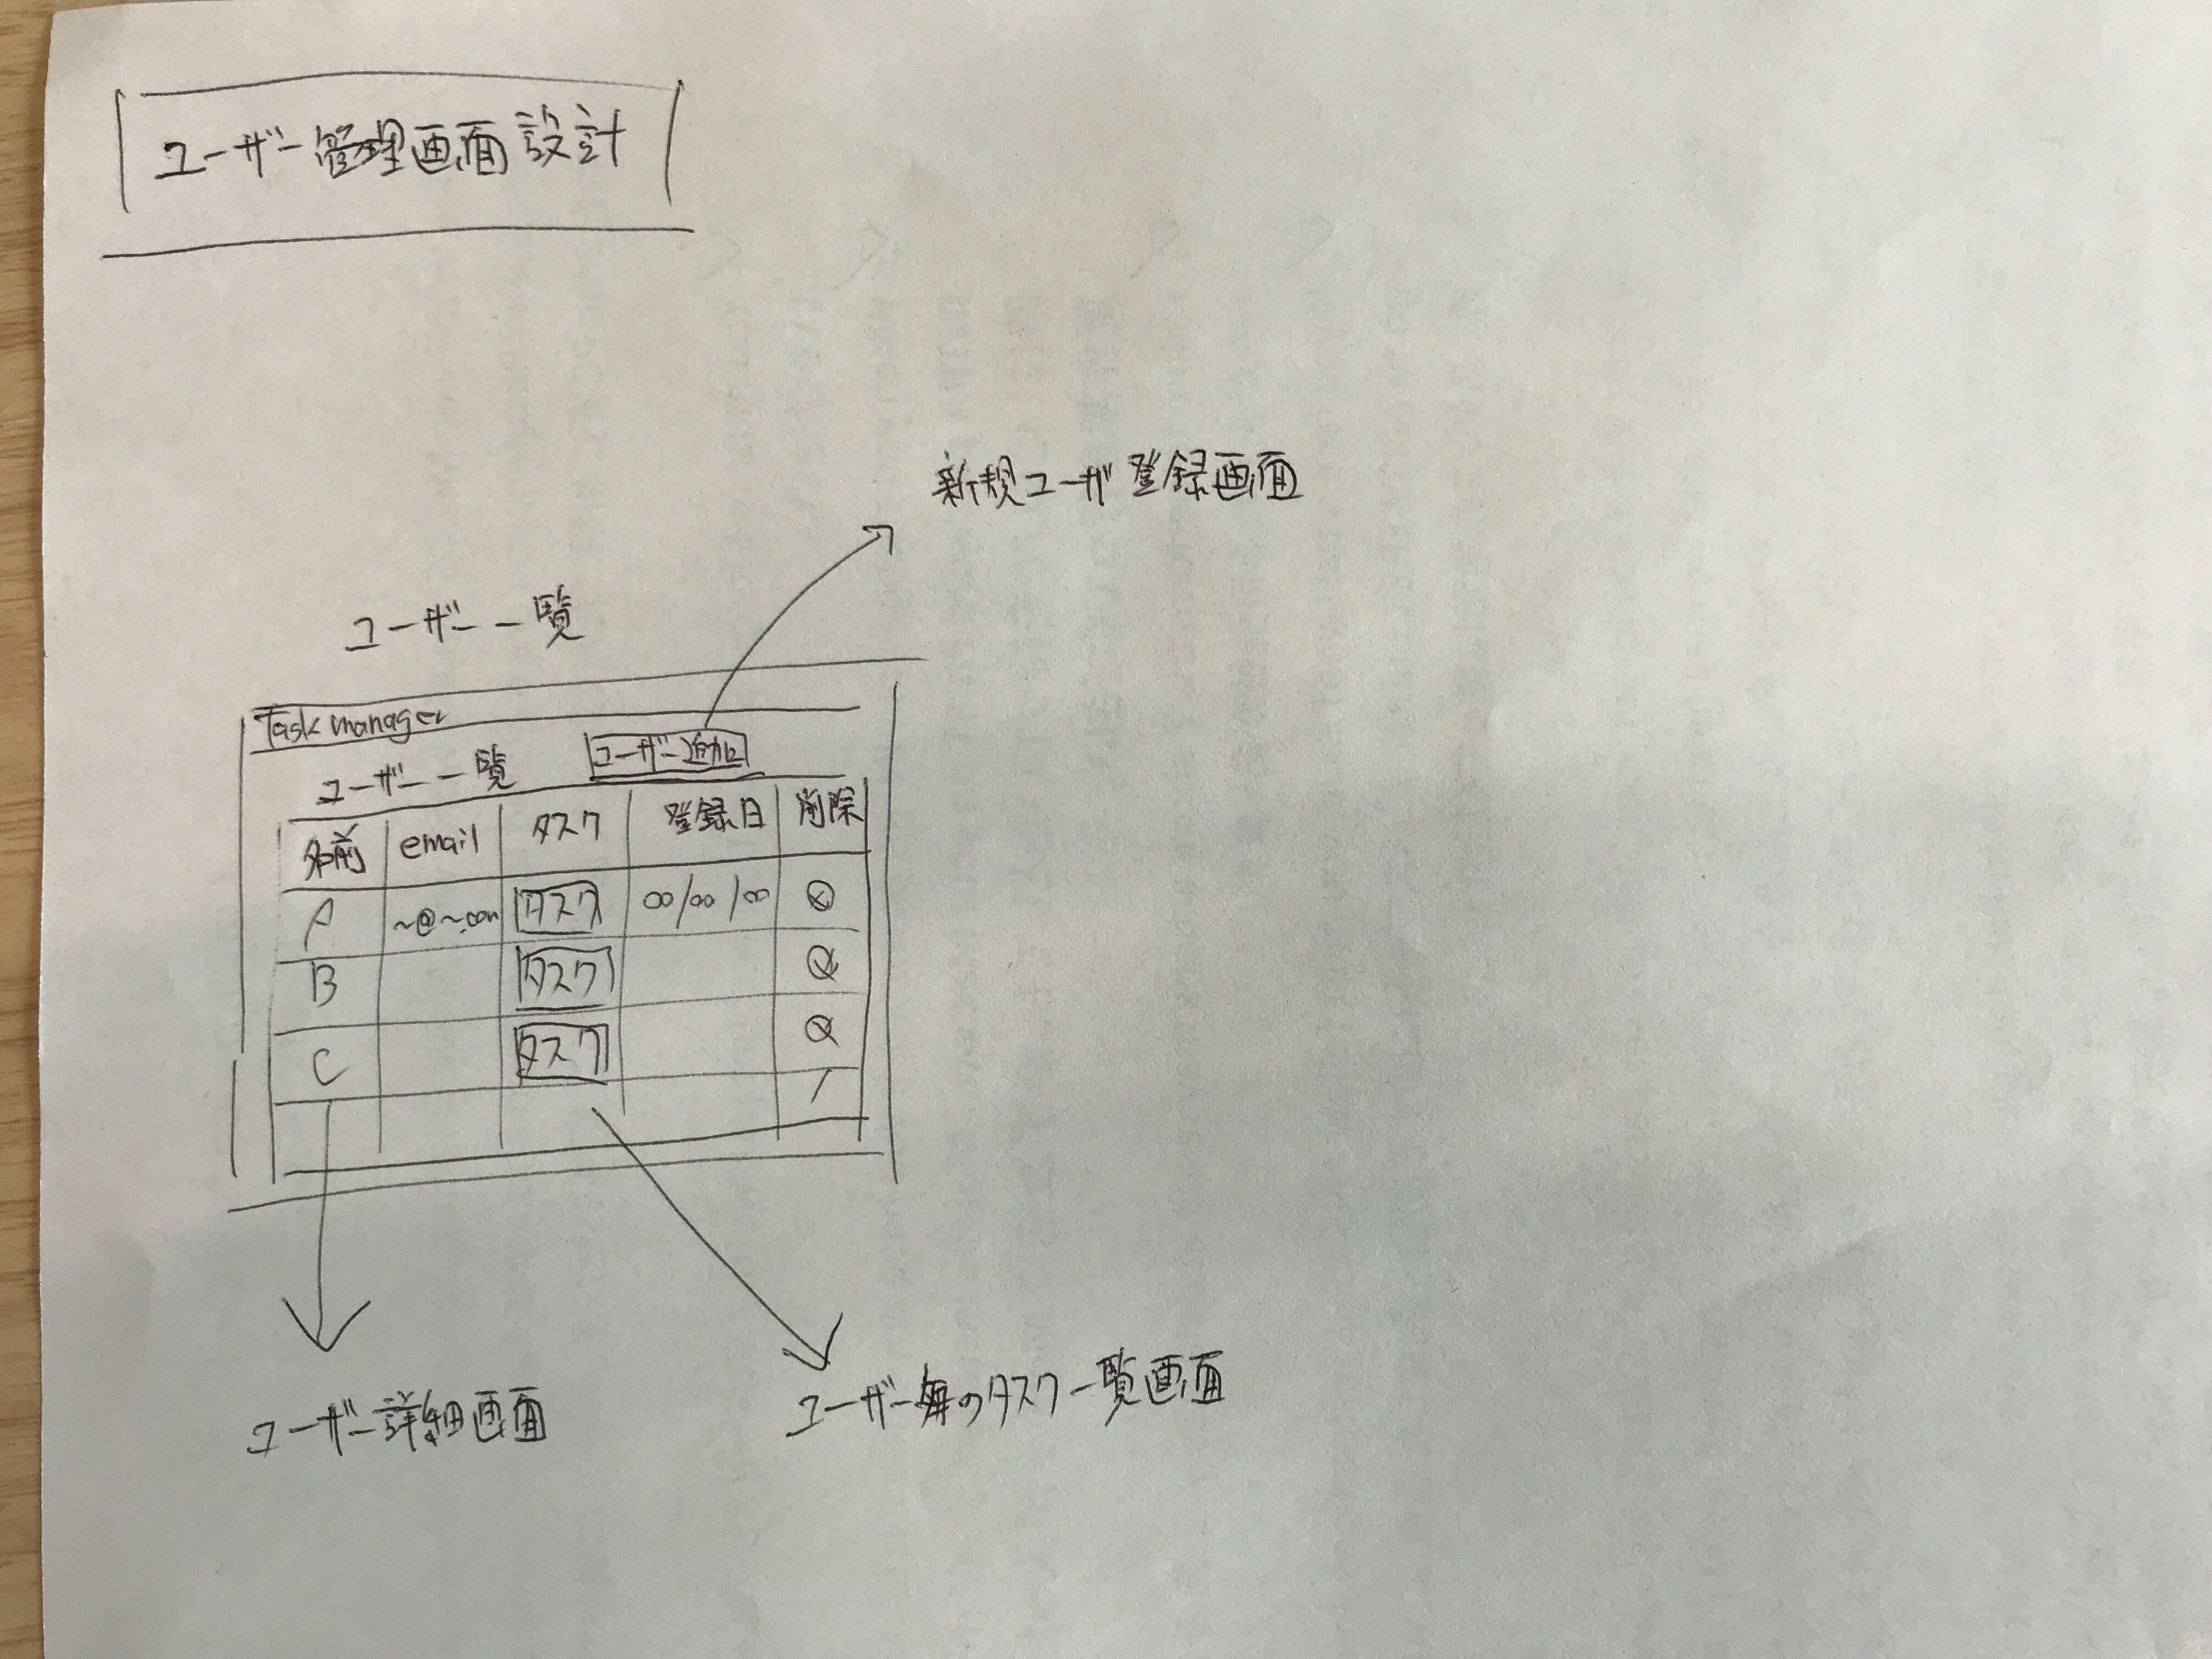 ユーザー管理画面設計
新規ユーザ登録画面
ユーザー一覧
Task manager
ユーザー一覧 ユーザー追加
名前 email タスク 登録日 削除
A ~@~.com タスク ○○/○○/○○ ⊗
B タスク ⊗
C タスク ⊗
ユーザー詳細画面
ユーザー毎のタスク一覧画面